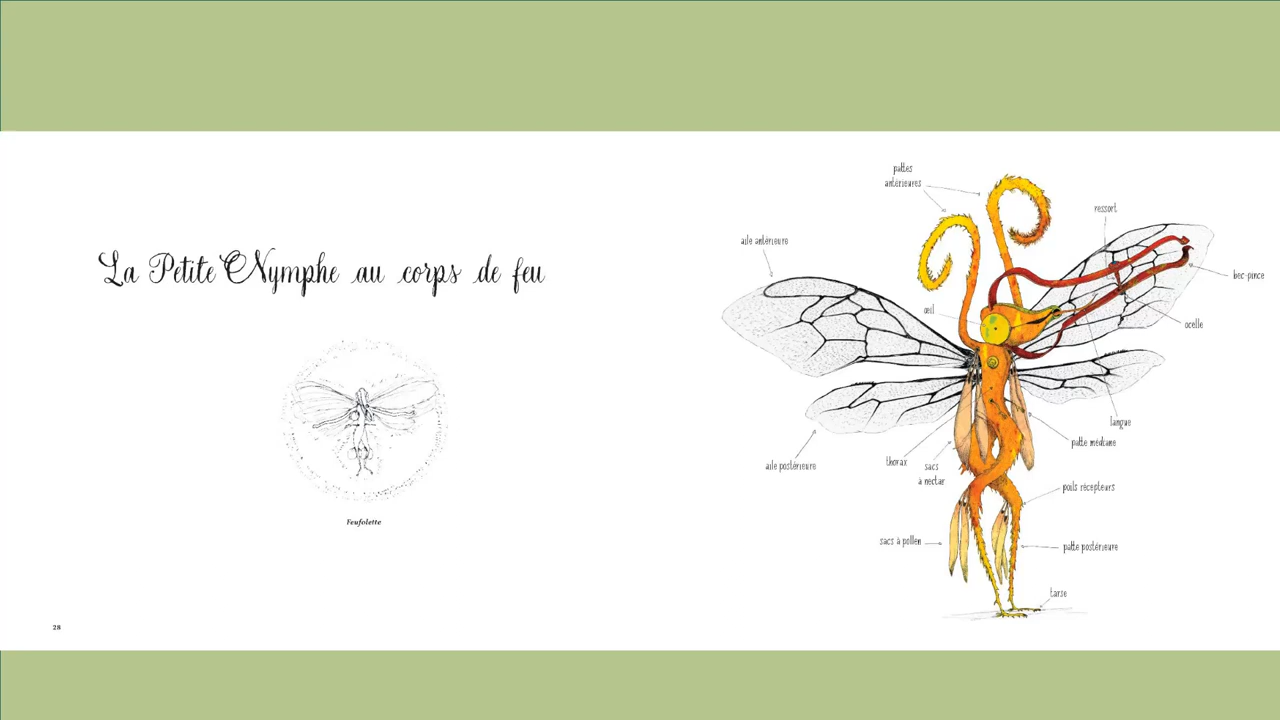 La Petite Nymphe au corps de feu
Feufolette
28
pattes
antérieures
ressort
aile antérieure
bec-pince
œil
ocelle
langue
patte médiane
thorax
sacs
à nectar
aile postérieure
poils récepteurs
sacs à pollen
patte postérieure
tarse